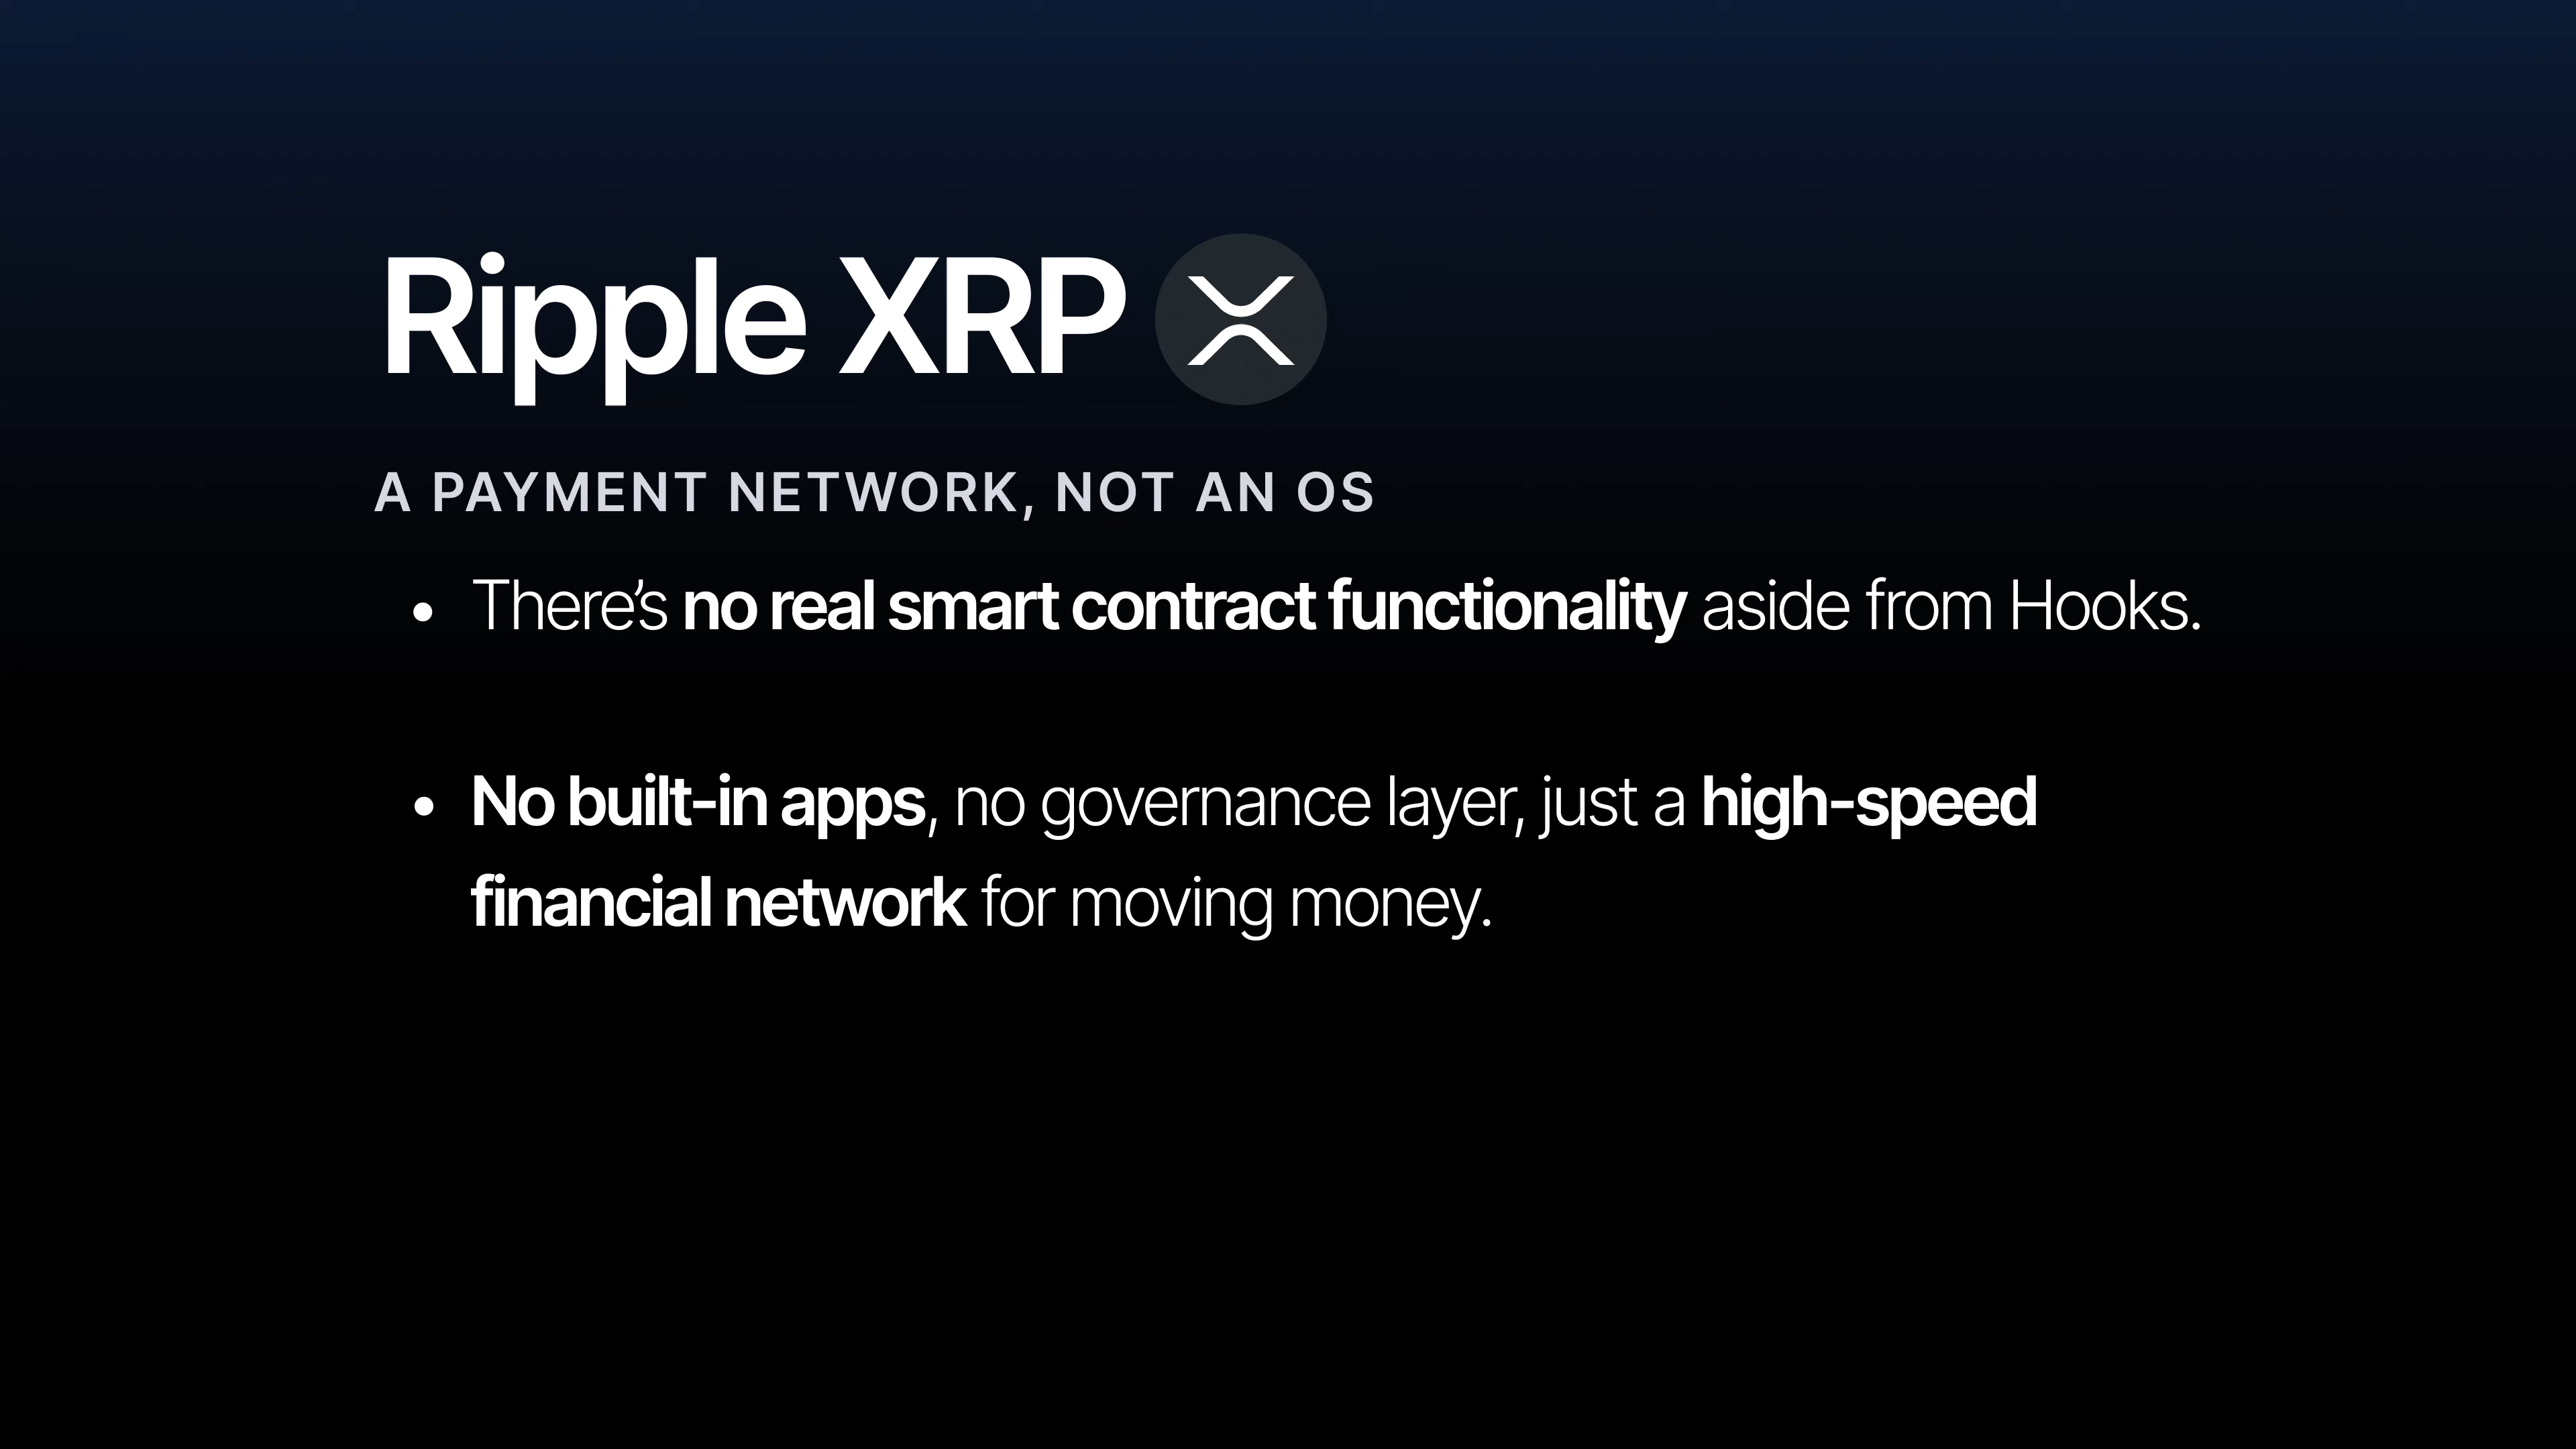 Ripple XRP
A PAYMENT NETWORK, NOT AN OS
• There’s no real smart contract functionality aside from Hooks.
• No built-in apps, no governance layer, just a high-speed
financial network for moving money.